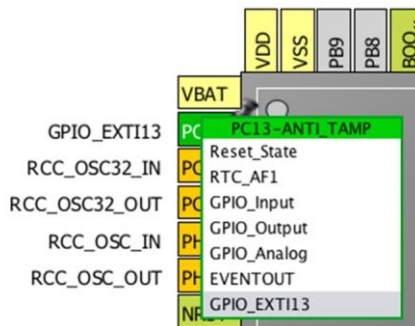 VDD
VSS
PB9
PB8
BOO..
VBAT
GPIO_EXTI13
PC
PC13-ANTI_TAMP
Reset_State
RCC_OSC32_IN
PC
RTC_AF1
GPIO_Input
RCC_OSC32_OUT
PC
GPIO_Output
RCC_OSC_IN
PH
GPIO_Analog
RCC_OSC_OUT
PH
EVENTOUT
GPIO_EXTI13